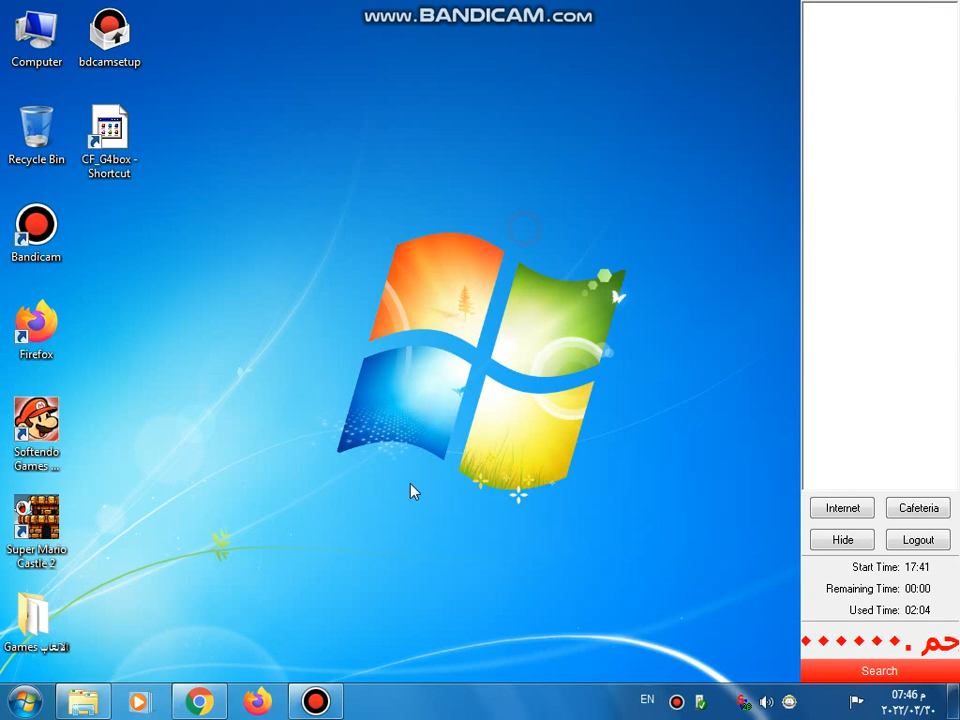 www.BANDICAM.com
Computer
bdcamsetup
Recycle Bin
CF_G4box -
Shortcut
Bandicam
Firefox
Softendo
Games ...
Super Mario
Castle 2
Games الالعاب
Internet
Cafeteria
Hide
Logout
Start Time: 17:41
Remaining Time: 00:00
Used Time: 02:04
Search
EN
07:46 م
٢٠٢٢/٠٣/٣٠